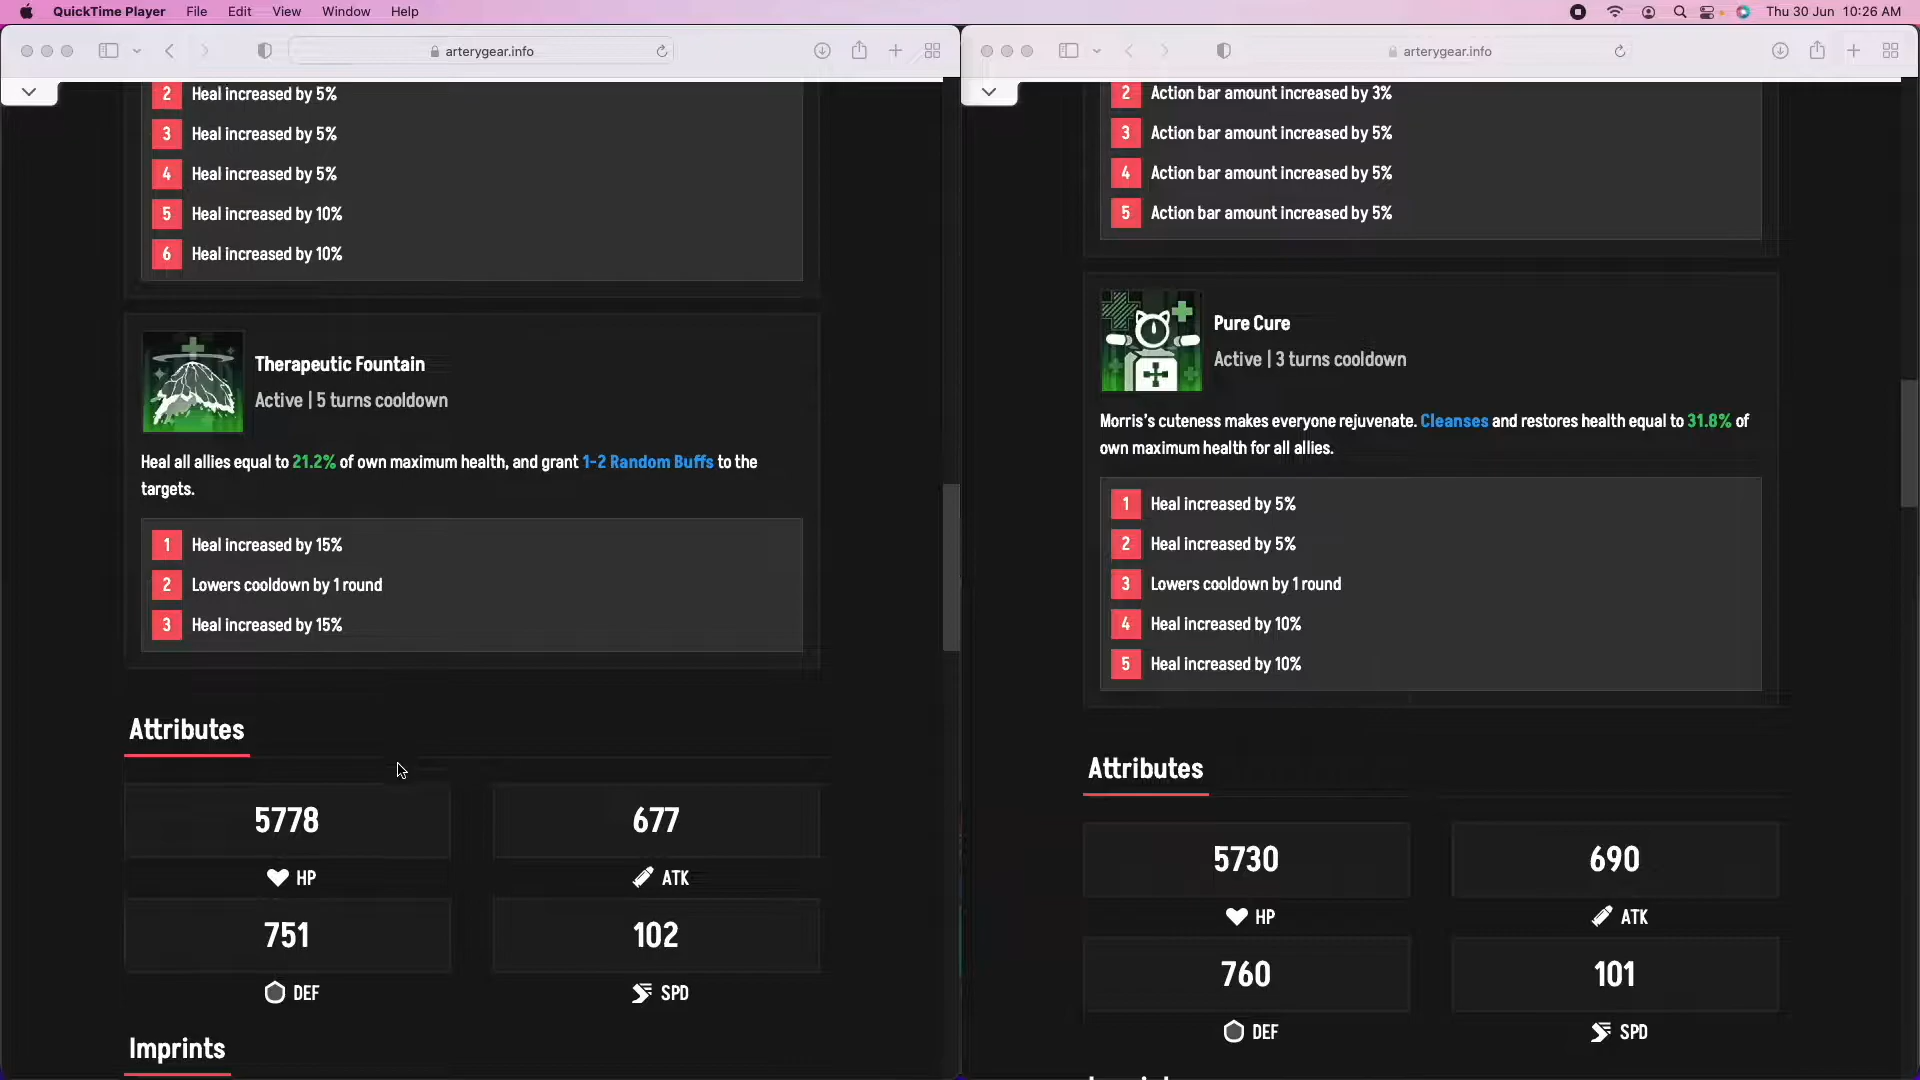 QuickTime Player File Edit View Window Help Thu 30 Jun 10:26 AM
arterygear.info
2 Heal increased by 5%
3 Heal increased by 5%
4 Heal increased by 5%
5 Heal increased by 10%
6 Heal increased by 10%
Therapeutic Fountain
Active | 5 turns cooldown
Heal all allies equal to 21.2% of own maximum health, and grant 1-2 Random Buffs to the
targets.
1 Heal increased by 15%
2 Lowers cooldown by 1 round
3 Heal increased by 15%
Attributes
5778 677
HP ATK
751 102
DEF SPD
Imprints
arterygear.info
2 Action bar amount increased by 3%
3 Action bar amount increased by 5%
4 Action bar amount increased by 5%
5 Action bar amount increased by 5%
Pure Cure
Active | 3 turns cooldown
Morris's cuteness makes everyone rejuvenate. Cleanses and restores health equal to 31.8% of
own maximum health for all allies.
1 Heal increased by 5%
2 Heal increased by 5%
3 Lowers cooldown by 1 round
4 Heal increased by 10%
5 Heal increased by 10%
Attributes
5730 690
HP ATK
760 101
DEF SPD